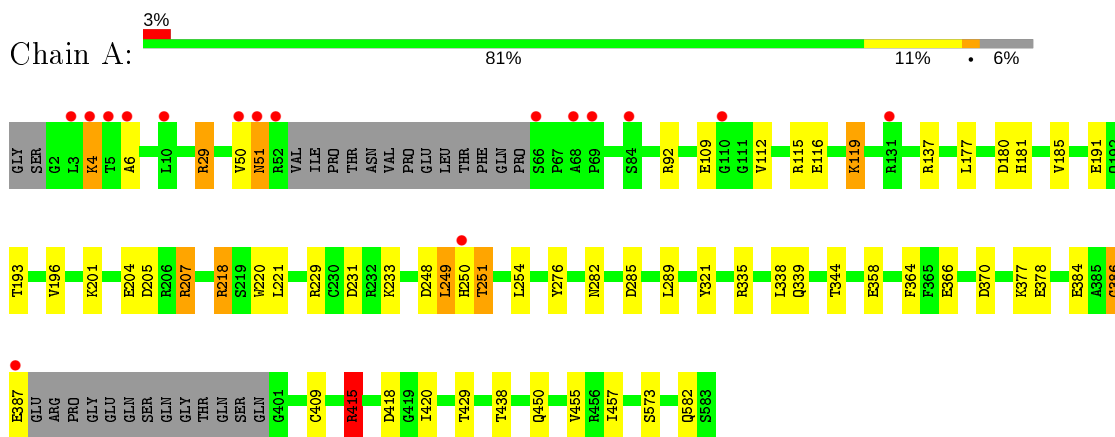 3%
Chain A:
81% 11% • 6%
GLY SER G2 L3 K4 T5 A6 L10 R29 V50 N51 R52 VAL ILE PRO THR ASN VAL PRO GLU LEU THR PHE GLN PRO S66 P67 A68 P69 S84 R92 E109 G110 G111 V112 R115 E116 K119 R131 R137 L177 D180 H181 V185 E191 Q192
T193 V196 K201 E204 D205 R206 R207 R218 S219 W220 L221 R229 C230 D231 R232 K233 D248 L249 H250 T251 L254 Y276 N282 D285 L289 Y321 R335 L338 Q339 T344 E358 F364 F365 E366 D370 K377 E378 E384 A385 G386
E387 GLU ARG PRO GLY GLU GLN SER GLN GLY THR GLN SER GLN G401 C409 R415 D418 G419 I420 T429 T438 Q450 V455 R456 I457 S573 Q582 S583